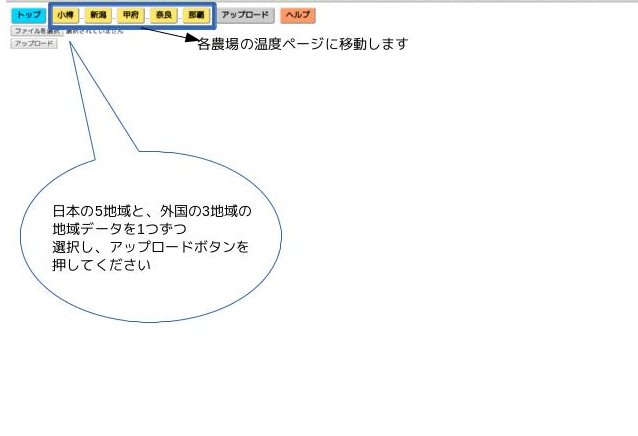 トップ 小樽 新潟 甲府 奈良 那覇 アップロード ヘルプ
ファイルを選択 選択されていません
アップロード
各農場の温度ページに移動します
日本の5地域と、外国の3地域の
地域データを1つずつ
選択し、アップロードボタンを
押してください